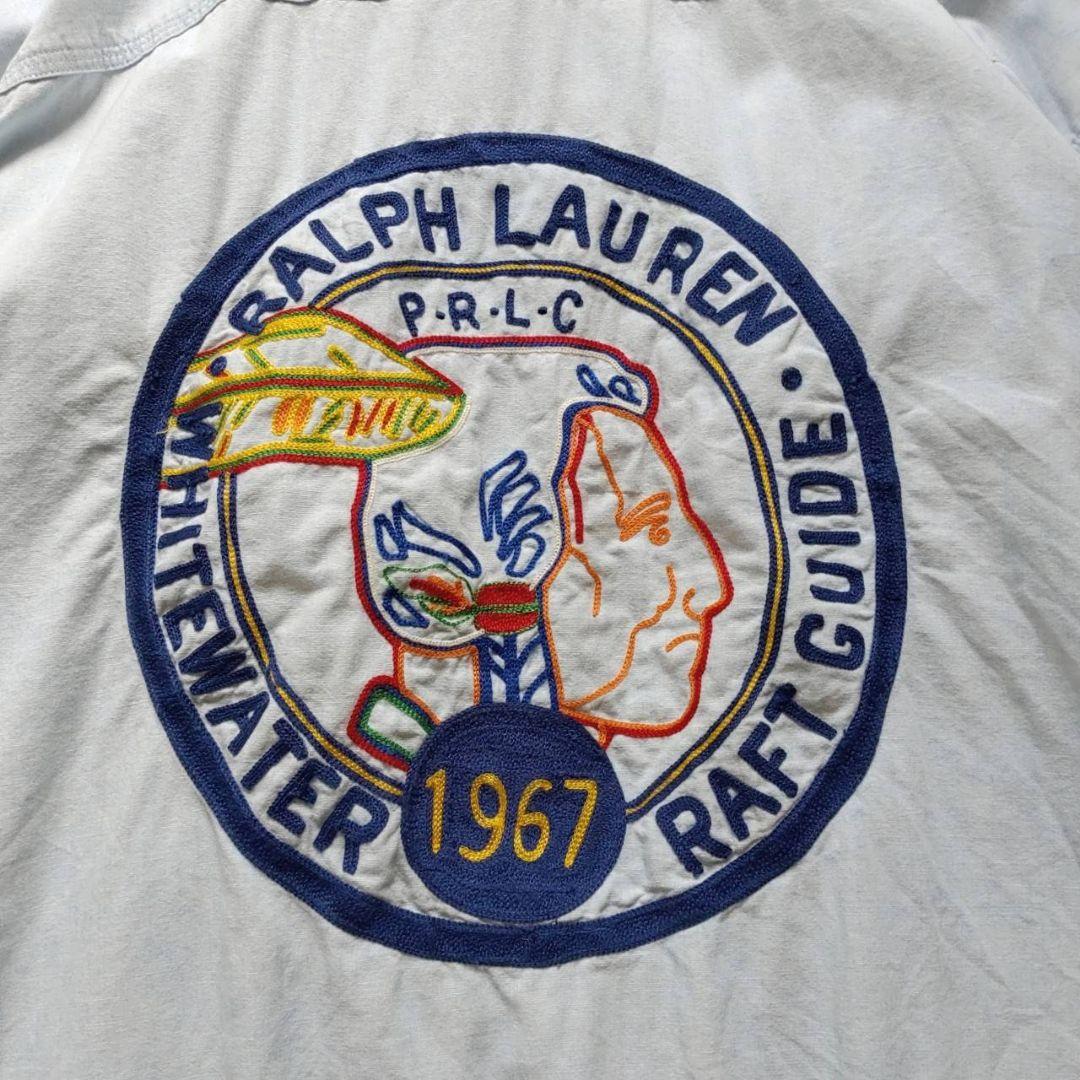 • RALPH LAUREN •
P·R·L·C
WHITEWATER
RAFT GUIDE
1967